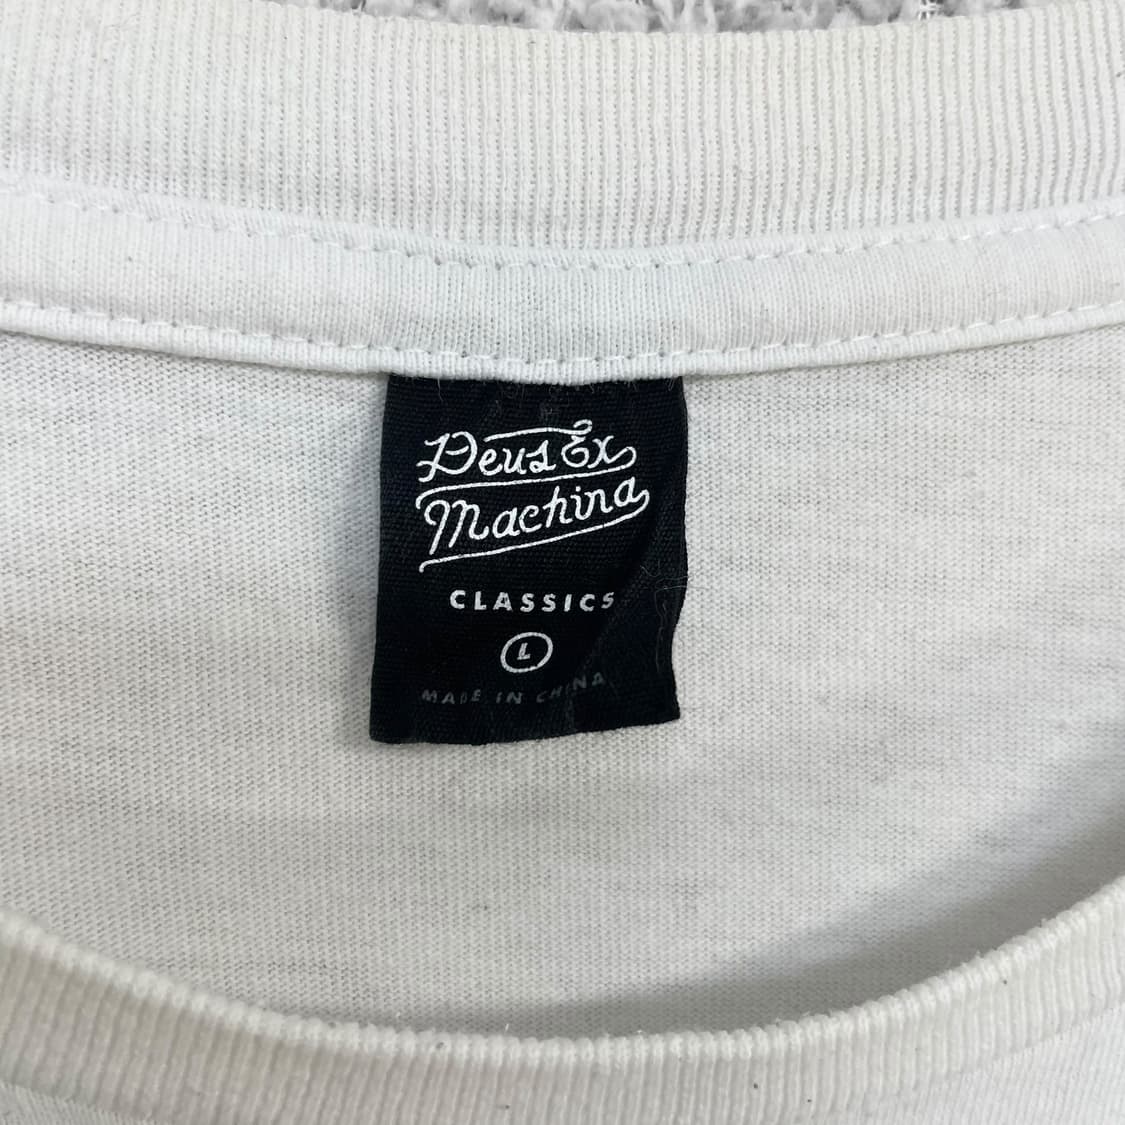 Deus Ex
Machina
CLASSICS
L
MADE IN CHINA